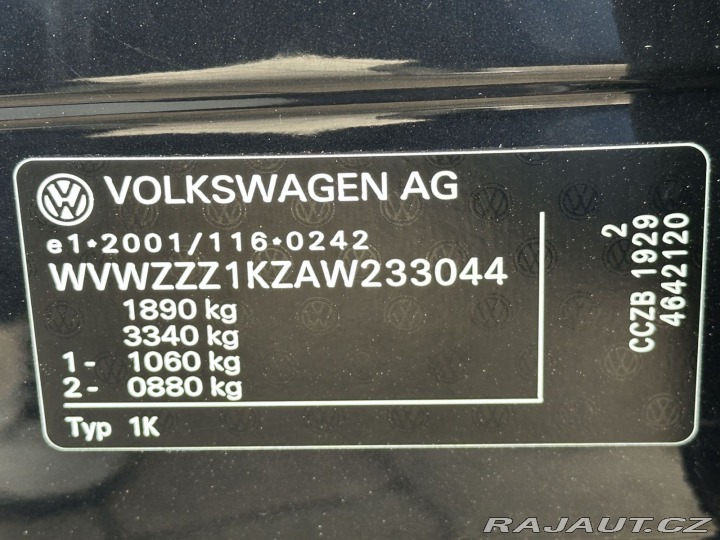 VOLKSWAGEN AG
e1*2001/116*0242
WVWZZZ1KZAW233044
1890 kg
3340 kg
1- 1060 kg
2- 0880 kg
Typ 1K
2
CCZB 1929
4642120
RAJAUT.CZ